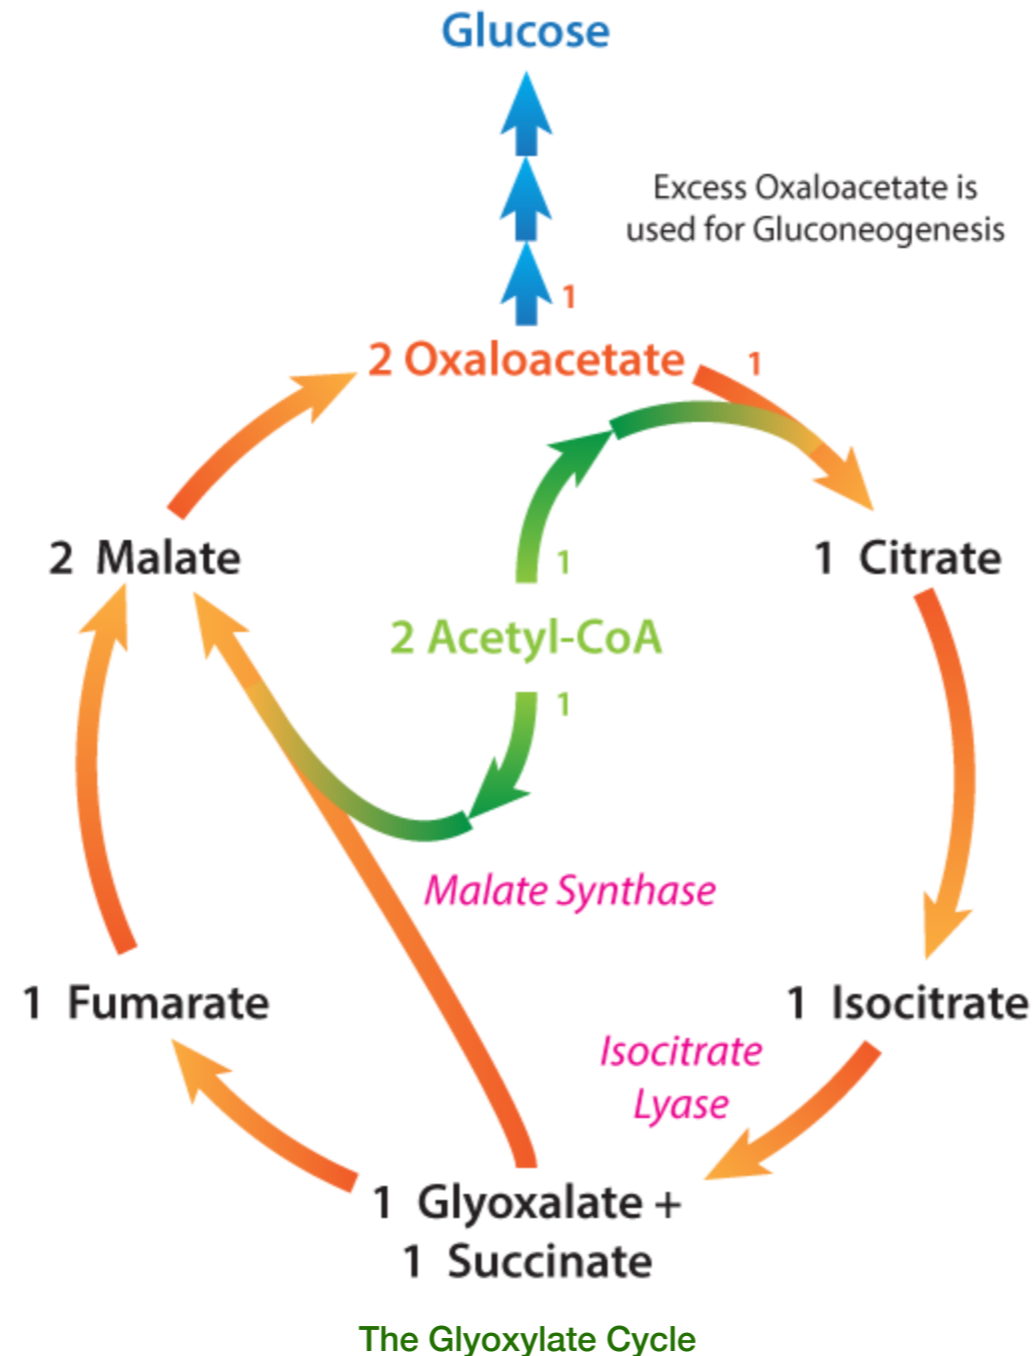 Glucose
Excess Oxaloacetate is
used for Gluconeogenesis
1
2 Oxaloacetate
1
2 Malate
1
1 Citrate
2 Acetyl-CoA
1
Malate Synthase
1 Fumarate
1 Isocitrate
Isocitrate
Lyase
1 Glyoxalate +
1 Succinate
The Glyoxylate Cycle